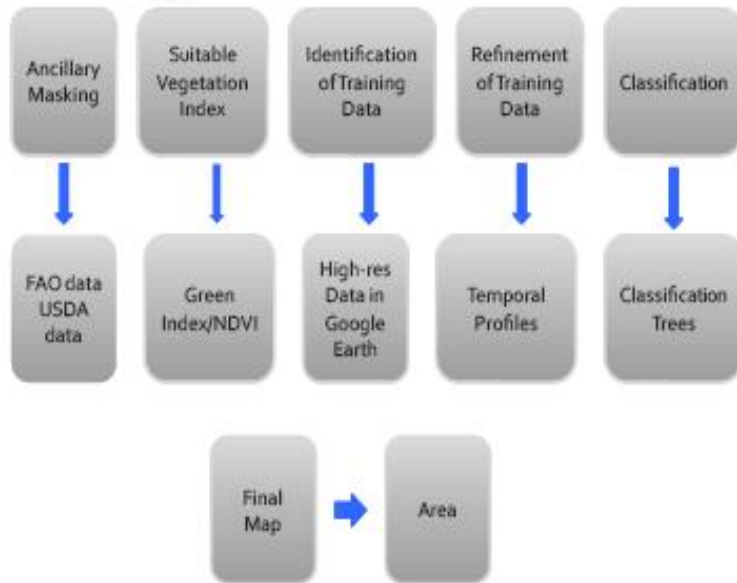 Ancillary
Masking
Suitable
Vegetation
Index
Identification
of Training
Data
Refinement
of Training
Data
Classification
FAO data
USDA
data
Green
Index/NDVI
High-res
Data in
Google
Earth
Temporal
Profiles
Classification
Trees
Final
Map
Area